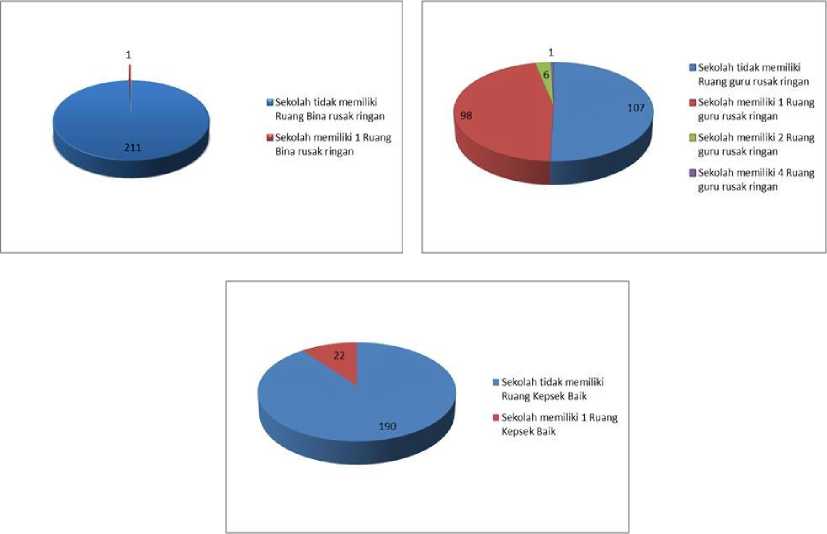 1
211
Sekolah tidak memiliki
Ruang Bina rusak ringan
Sekolah memiliki 1 Ruang
Bina rusak ringan
1
6
107
98
Sekolah tidak memiliki
Ruang guru rusak ringan
Sekolah memiliki 1 Ruang
guru rusak ringan
Sekolah memiliki 2 Ruang
guru rusak ringan
Sekolah memiliki 4 Ruang
guru rusak ringan
22
190
Sekolah tidak memiliki
Ruang Kepsek Baik
Sekolah memiliki 1 Ruang
Kepsek Baik